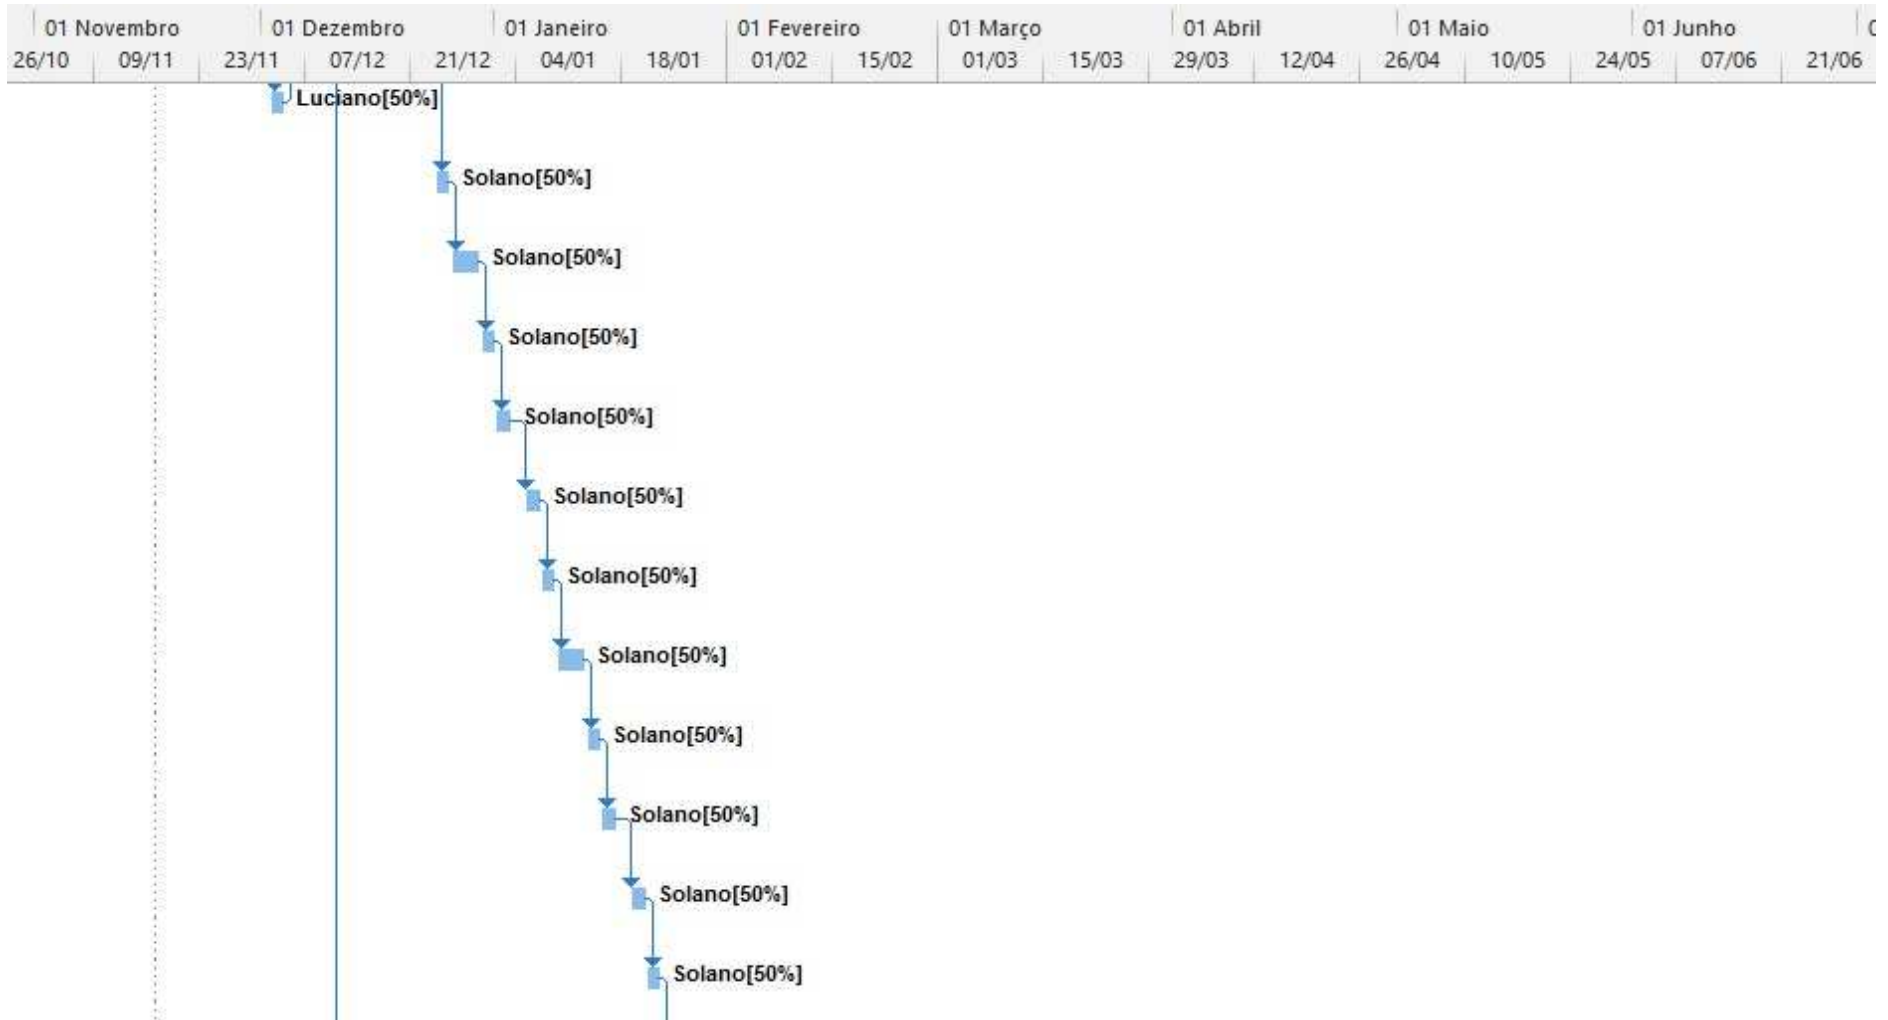 01 Novembro 01 Dezembro 01 Janeiro 01 Fevereiro 01 Março 01 Abril 01 Maio 01 Junho
26/10 09/11 23/11 07/12 21/12 04/01 18/01 01/02 15/02 01/03 15/03 29/03 12/04 26/04 10/05 24/05 07/06 21/06
Luciano[50%]
Solano[50%]
Solano[50%]
Solano[50%]
Solano[50%]
Solano[50%]
Solano[50%]
Solano[50%]
Solano[50%]
Solano[50%]
Solano[50%]
Solano[50%]